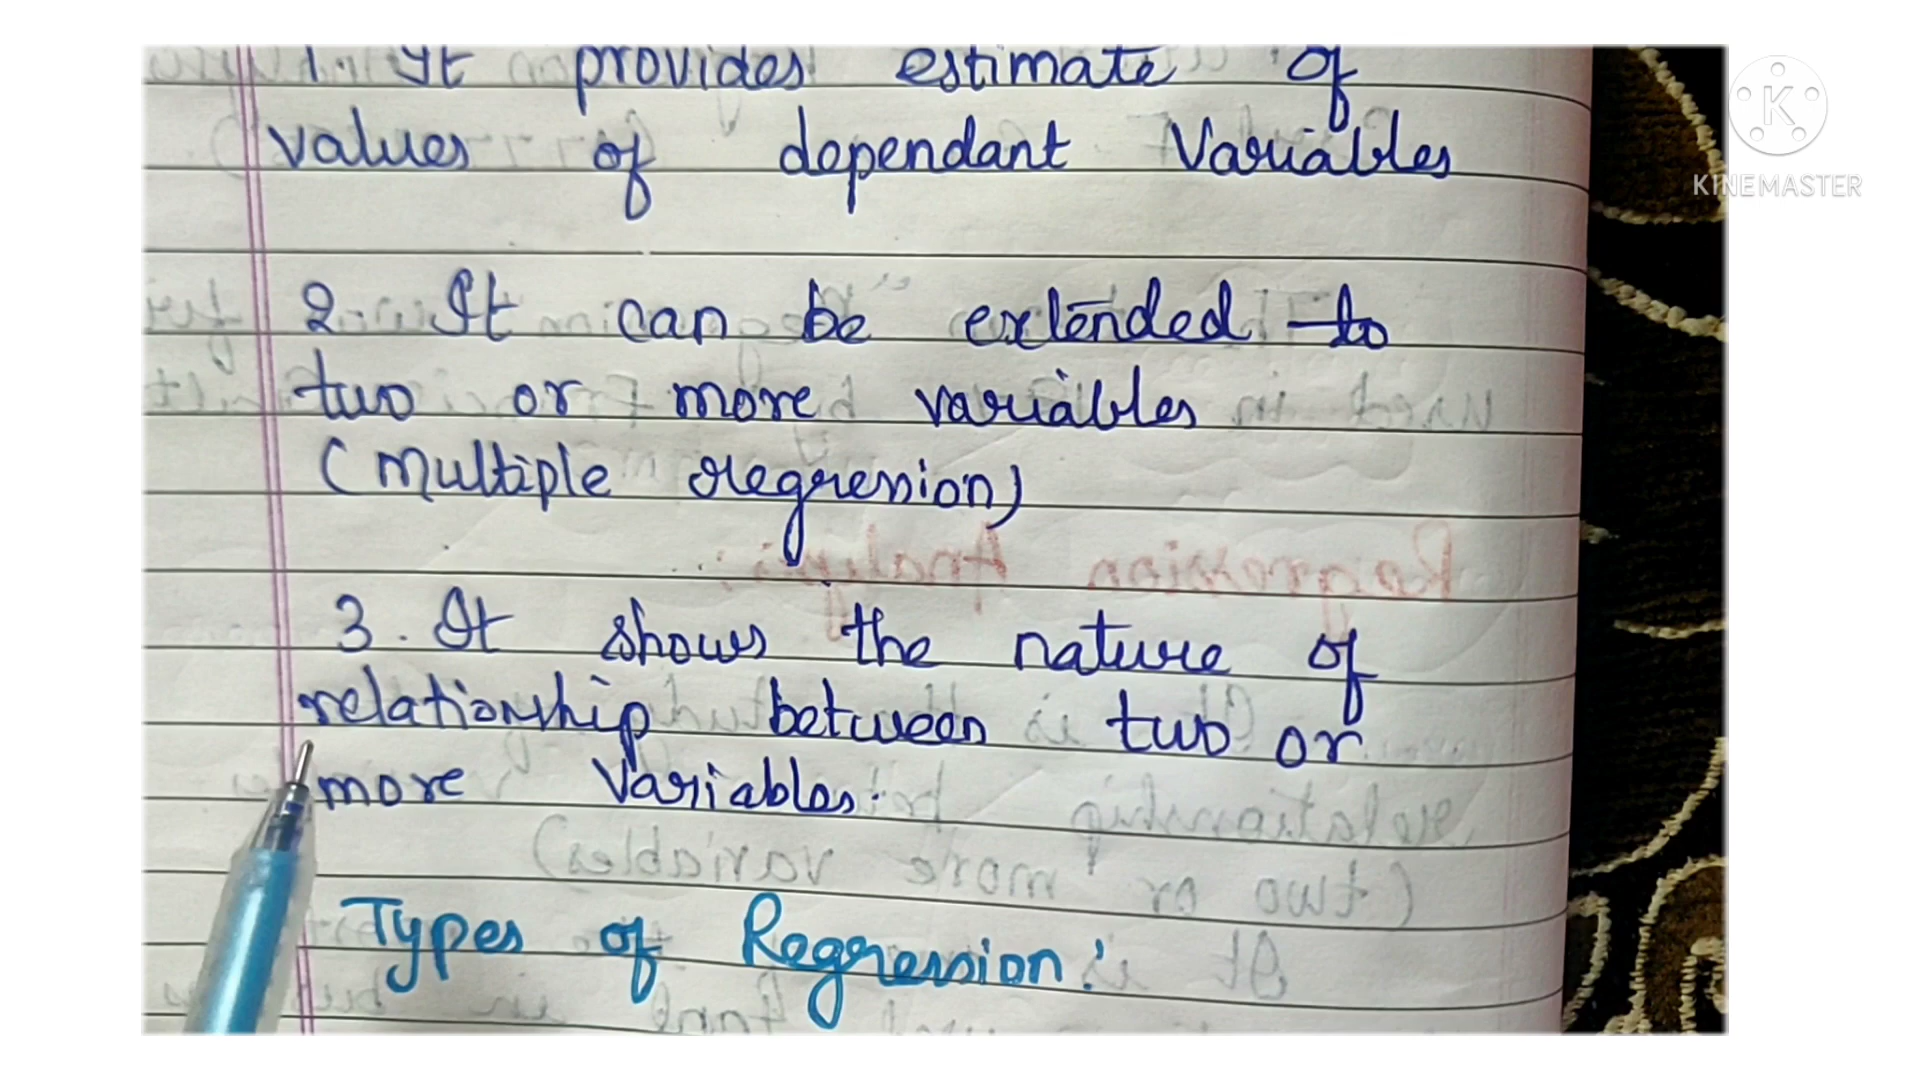 1. It provides estimate of
values of dependant Variables
2. It can be extended to
two or more variables
(Multiple regression)
3. It shows the nature of
relationship between two or
more Variables.
Types of Regression:
K
KINEMASTER